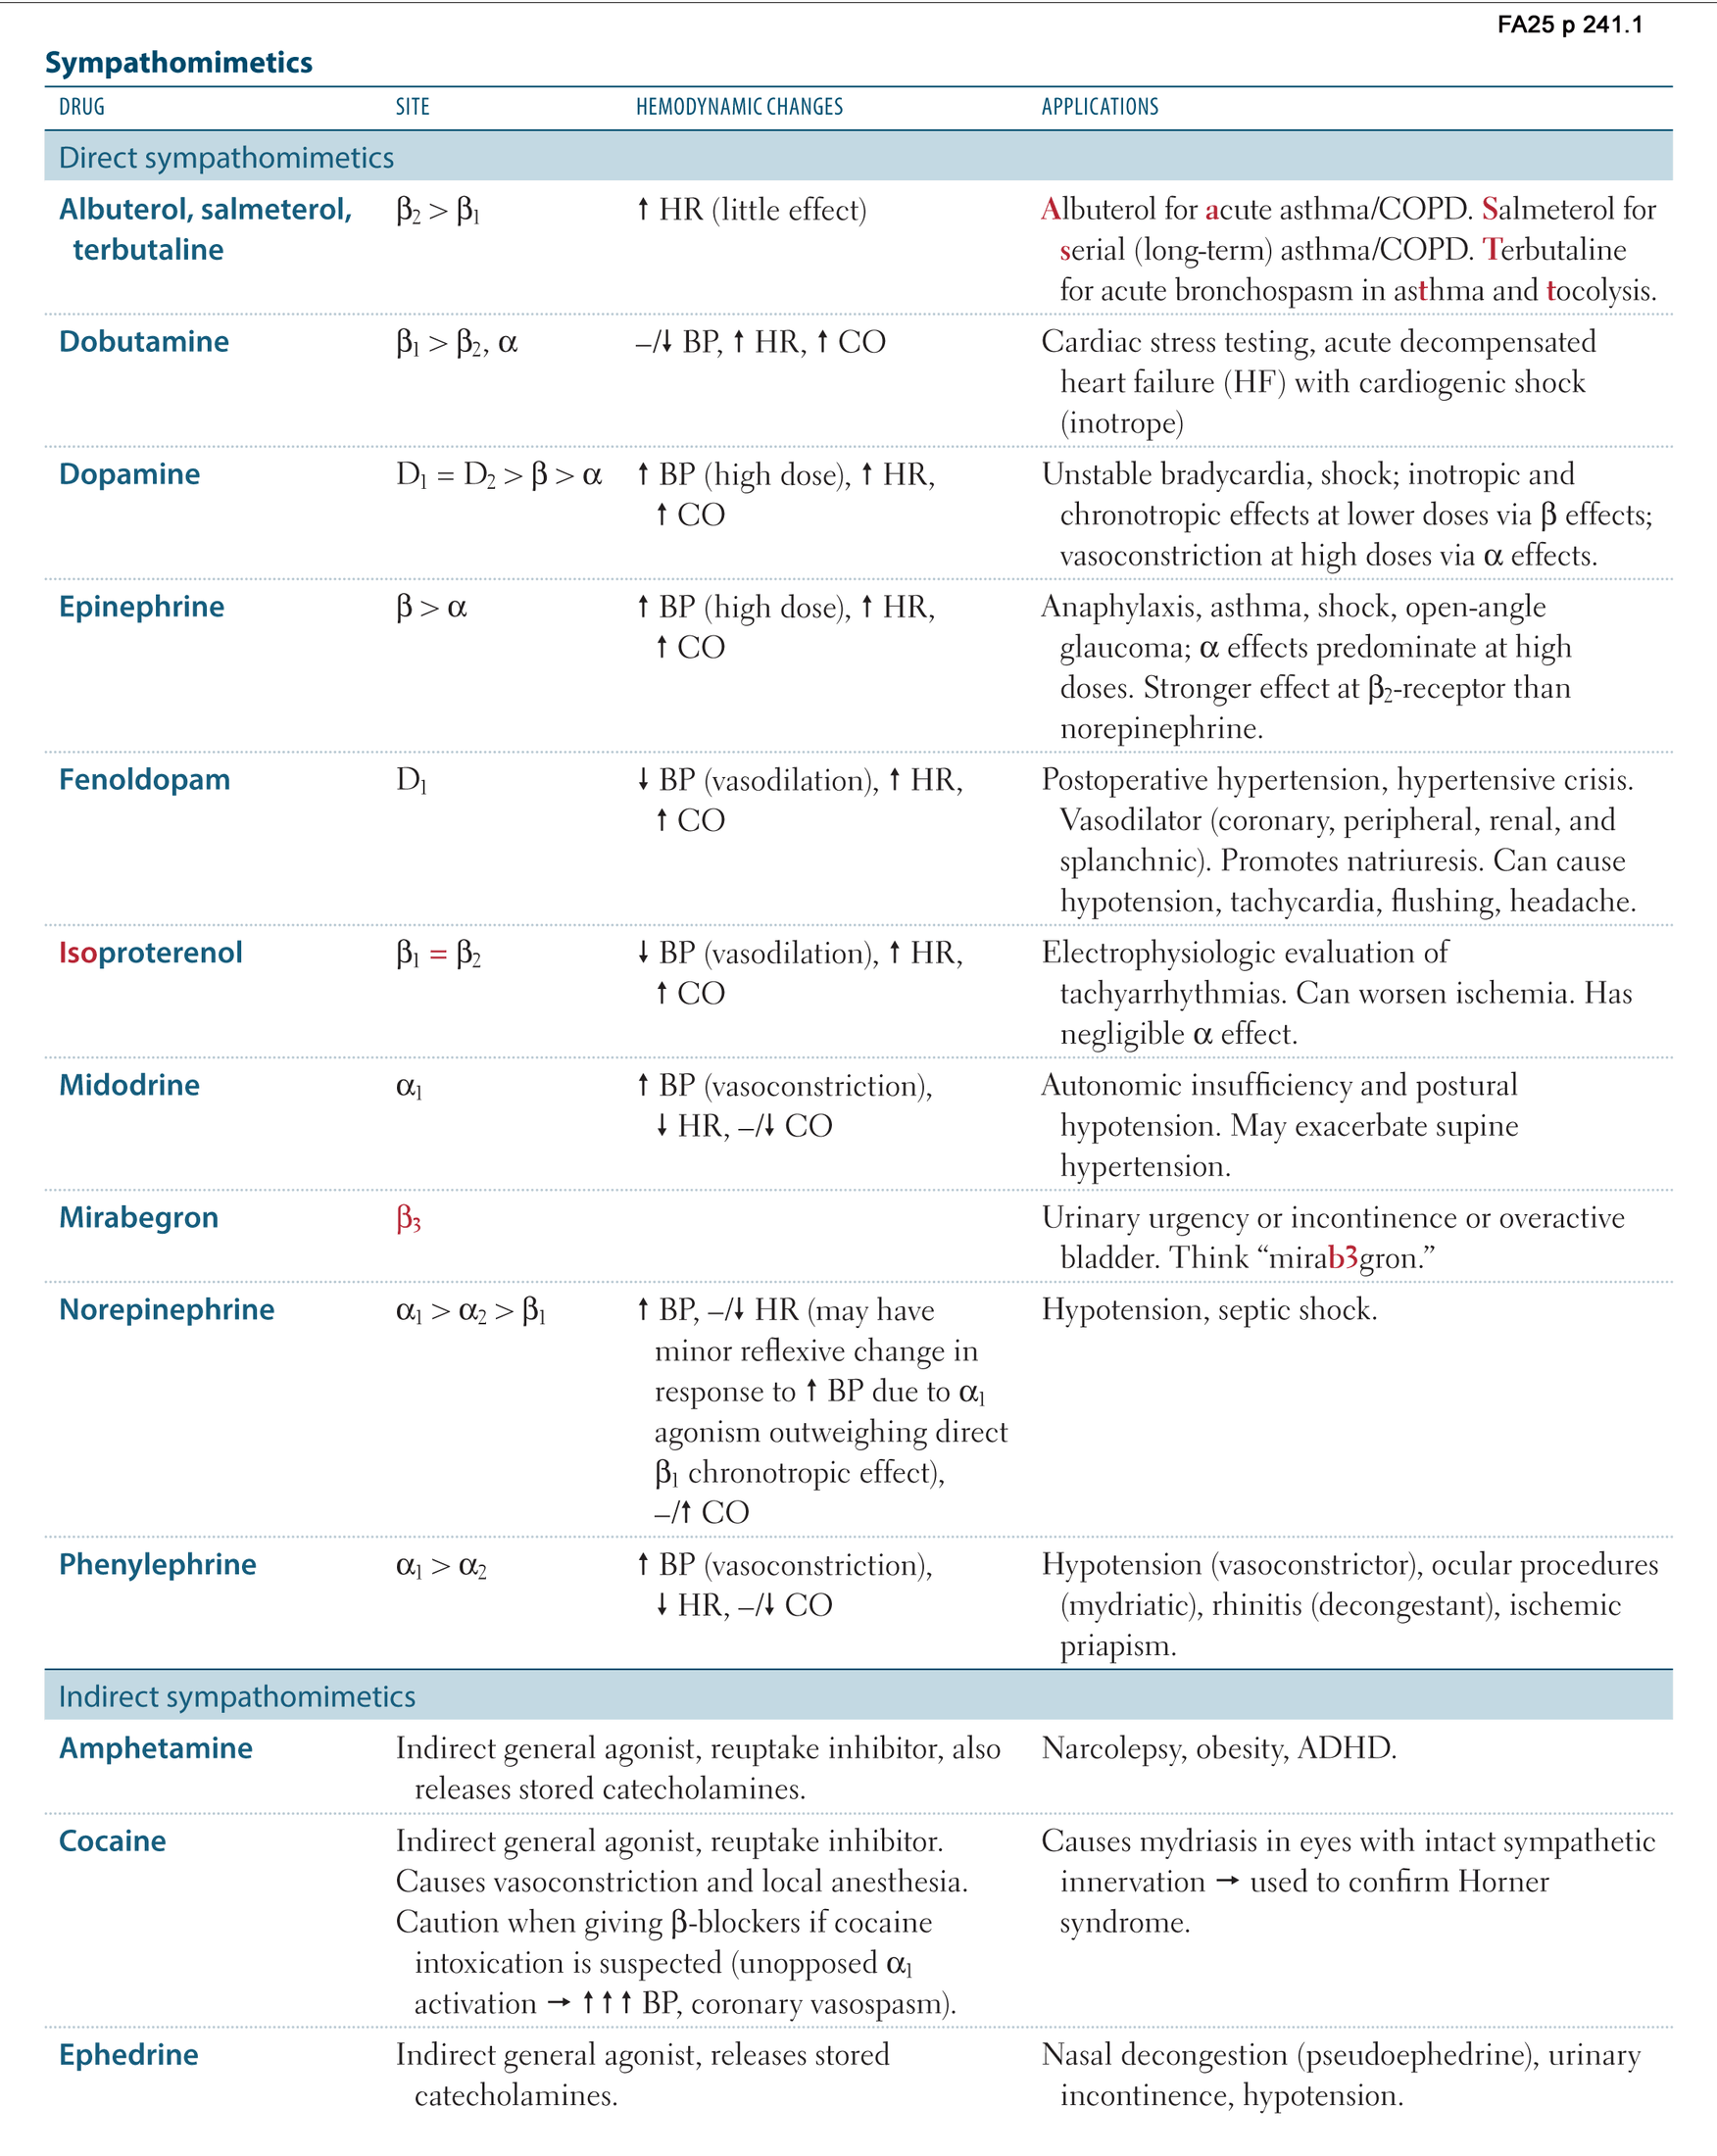 FA25 p 241.1
Sympathomimetics
DRUG SITE HEMODYNAMIC CHANGES APPLICATIONS
Direct sympathomimetics
Albuterol, salmeterol, β₂ > β₁ ↑ HR (little effect) Albuterol for acute asthma/COPD. Salmeterol for
terbutaline serial (long-term) asthma/COPD. Terbutaline
for acute bronchospasm in asthma and tocolysis.
Dobutamine β₁ > β₂, α –/↓ BP, ↑ HR, ↑ CO Cardiac stress testing, acute decompensated
heart failure (HF) with cardiogenic shock
(inotrope)
Dopamine D₁ = D₂ > β > α ↑ BP (high dose), ↑ HR, Unstable bradycardia, shock; inotropic and
↑ CO chronotropic effects at lower doses via β effects;
vasoconstriction at high doses via α effects.
Epinephrine β > α ↑ BP (high dose), ↑ HR, Anaphylaxis, asthma, shock, open-angle
↑ CO glaucoma; α effects predominate at high
doses. Stronger effect at β₂-receptor than
norepinephrine.
Fenoldopam D₁ ↓ BP (vasodilation), ↑ HR, Postoperative hypertension, hypertensive crisis.
↑ CO Vasodilator (coronary, peripheral, renal, and
splanchnic). Promotes natriuresis. Can cause
hypotension, tachycardia, flushing, headache.
Isoproterenol β₁ = β₂ ↓ BP (vasodilation), ↑ HR, Electrophysiologic evaluation of
↑ CO tachyarrhythmias. Can worsen ischemia. Has
negligible α effect.
Midodrine α₁ ↑ BP (vasoconstriction), Autonomic insufficiency and postural
↓ HR, –/↓ CO hypotension. May exacerbate supine
hypertension.
Mirabegron β₃ Urinary urgency or incontinence or overactive
bladder. Think “mirab3gron.”
Norepinephrine α₁ > α₂ > β₁ ↑ BP, –/↓ HR (may have Hypotension, septic shock.
minor reflexive change in
response to ↑ BP due to α₁
agonism outweighing direct
β₁ chronotropic effect),
–/↑ CO
Phenylephrine α₁ > α₂ ↑ BP (vasoconstriction), Hypotension (vasoconstrictor), ocular procedures
↓ HR, –/↓ CO (mydriatic), rhinitis (decongestant), ischemic
priapism.
Indirect sympathomimetics
Amphetamine Indirect general agonist, reuptake inhibitor, also Narcolepsy, obesity, ADHD.
releases stored catecholamines.
Cocaine Indirect general agonist, reuptake inhibitor. Causes mydriasis in eyes with intact sympathetic
Causes vasoconstriction and local anesthesia. innervation → used to confirm Horner
Caution when giving β-blockers if cocaine syndrome.
intoxication is suspected (unopposed α₁
activation → ↑↑↑ BP, coronary vasospasm).
Ephedrine Indirect general agonist, releases stored Nasal decongestion (pseudoephedrine), urinary
catecholamines. incontinence, hypotension.